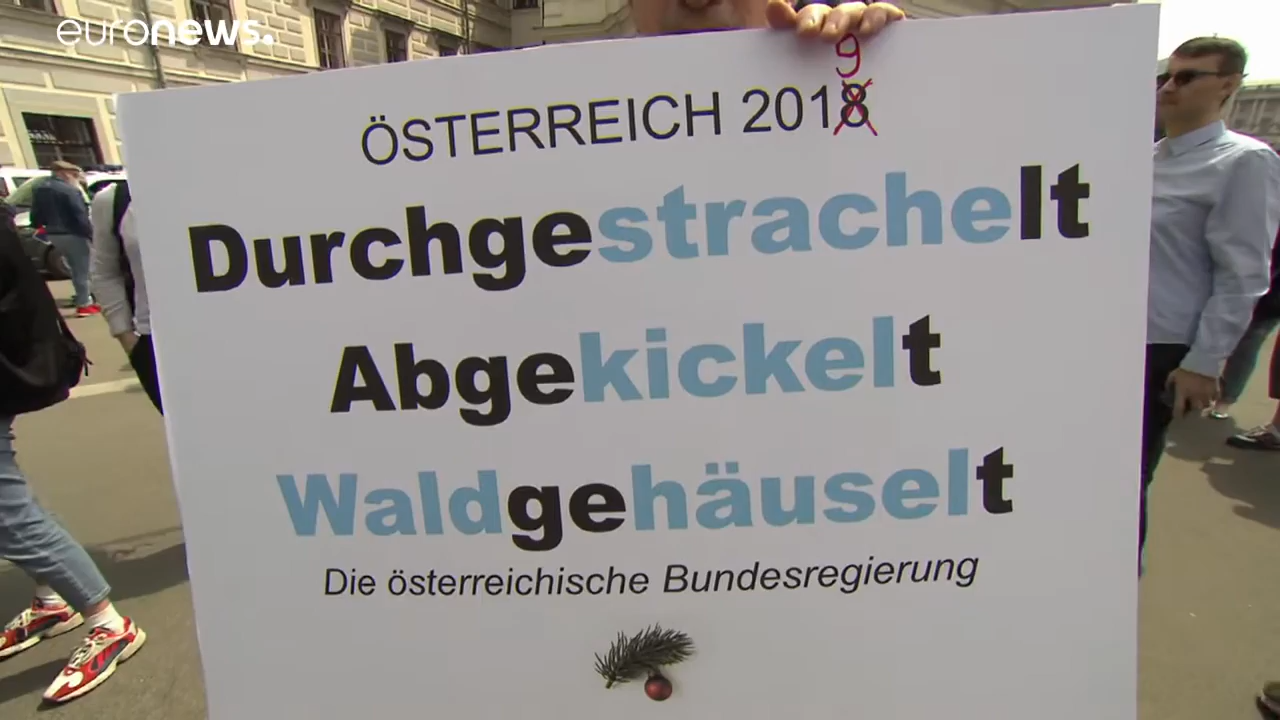 euronews.
9
ÖSTERREICH 2018
Durchgestrachelt
Abgekickelt
Waldgehäuselt
Die österreichische Bundesregierung